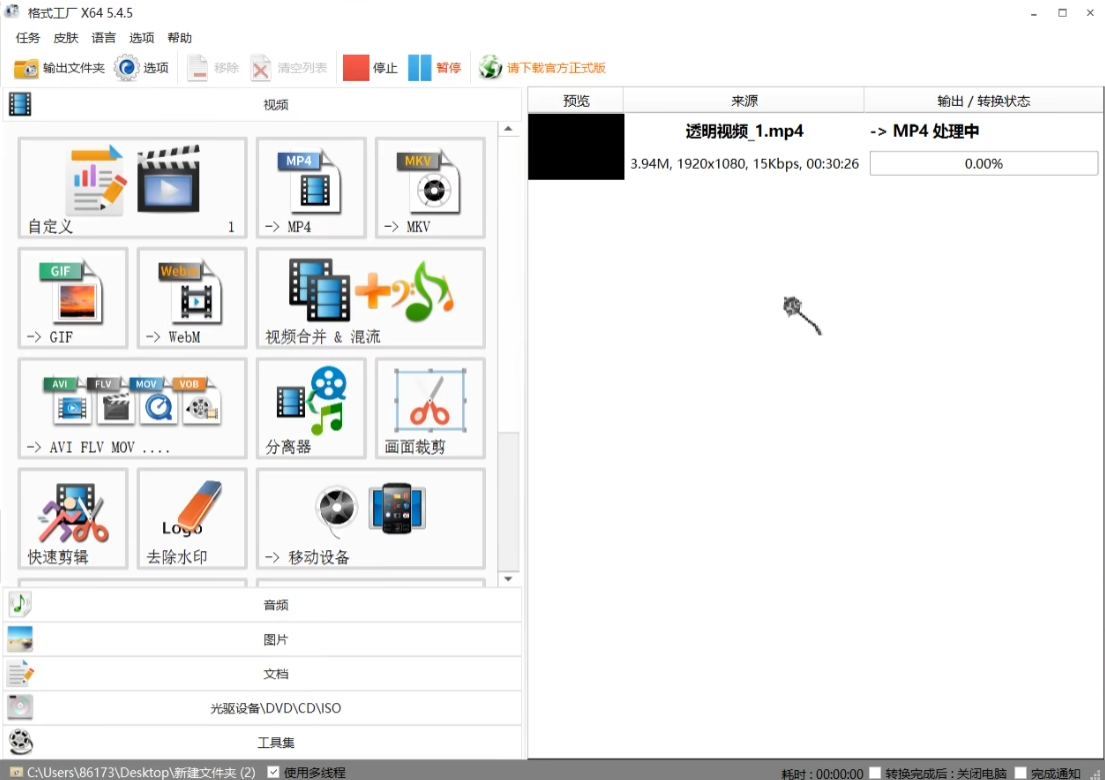 格式工厂 X64 5.4.5
任务 皮肤 语言 选项 帮助
输出文件夹 选项 移除 清空列表 停止 暂停 请下载官方正式版
视频
预览 来源 输出 / 转换状态
透明视频_1.mp4 -> MP4 处理中
3.94M, 1920x1080, 15Kbps, 00:30:26 0.00%
MP4 MKV
自定义 1 -> MP4 -> MKV
GIF WebM
-> GIF -> WebM 视频合并 & 混流
AVI FLV MOV VOB
-> AVI FLV MOV .... 分离器 画面裁剪
Logo
快速剪辑 去除水印 -> 移动设备
音频
图片
文档
光驱设备\DVD\CD\ISO
工具集
C:\Users\86173\Desktop\新建文件夹 (2) 使用多线程 耗时 : 00:00:00 转换完成后 : 关闭电脑 完成通知